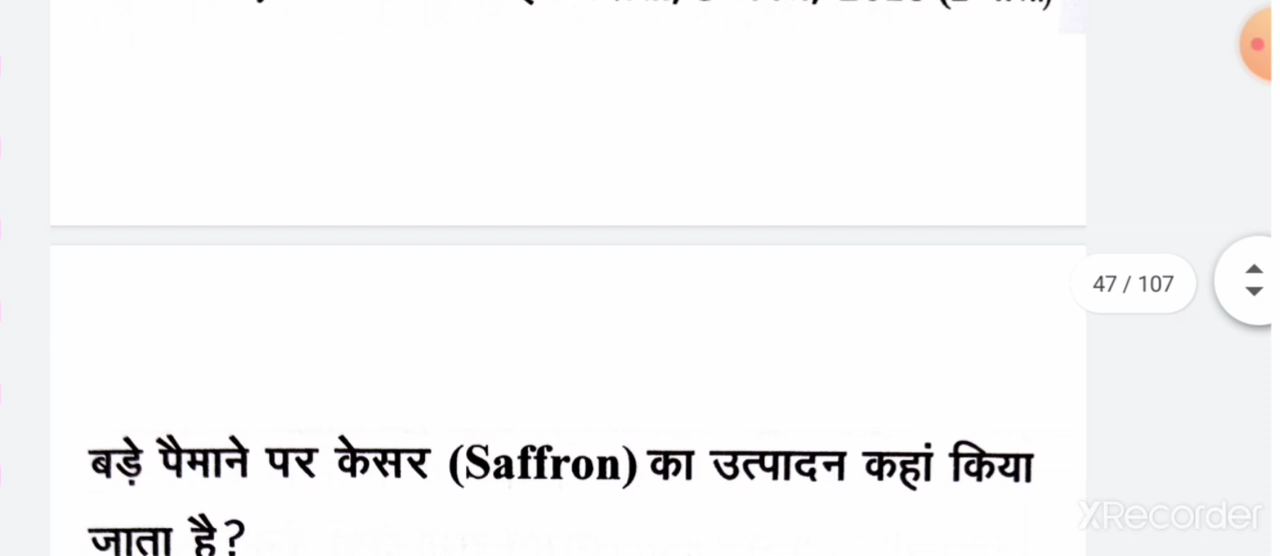 47 / 107
बड़े पैमाने पर केसर (Saffron) का उत्पादन कहां किया
जाता है?
XRecorder